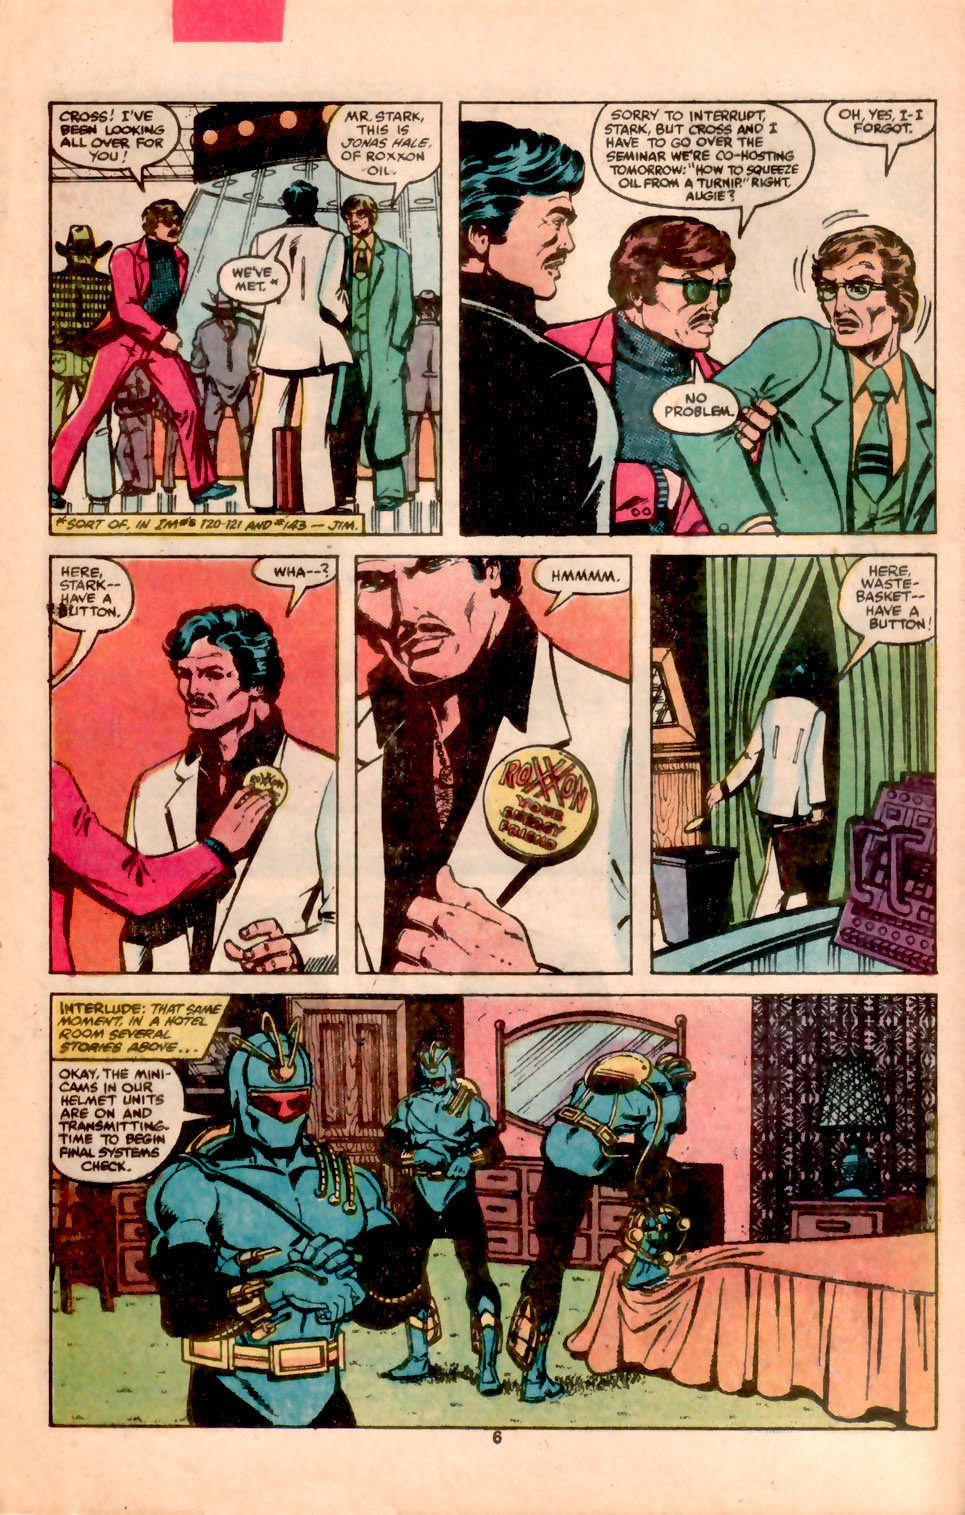 CROSS! I'VE
BEEN LOOKING
ALL OVER FOR
YOU!
MR. STARK,
THIS IS
JONAS HALE,
OF ROXXON
OIL.
WE'VE
MET.*
*SORT OF, IN IM#'S 120-121 AND #143 — JIM.
SORRY TO INTERRUPT,
STARK, BUT CROSS AND I
HAVE TO GO OVER THE
SEMINAR WE'RE CO-HOSTING
TOMORROW: "HOW TO SQUEEZE
OIL FROM A TURNIP." RIGHT,
AUGIE?
OH, YES, I-I
FORGOT.
NO
PROBLEM.
HERE,
STARK--
HAVE A
BUTTON.
WHA--?
ROXXON
HMMMM.
ROXXON
YOUR
ENERGY
FRIEND
HERE,
WASTE-
BASKET--
HAVE A
BUTTON!
INTERLUDE: THAT SAME
MOMENT, IN A HOTEL
ROOM SEVERAL
STORIES ABOVE...
OKAY, THE MINI-
CAMS IN OUR
HELMET UNITS
ARE ON AND
TRANSMITTING.
TIME TO BEGIN
FINAL SYSTEMS
CHECK.
6